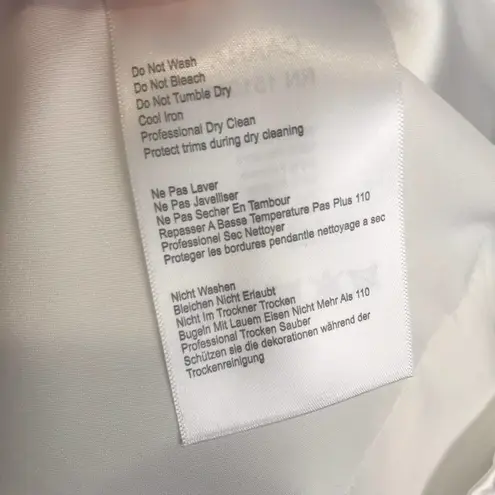 Do Not Wash
Do Not Bleach
Do Not Tumble Dry
Cool Iron
Professional Dry Clean
Protect trims during dry cleaning
Ne Pas Laver
Ne Pas Javelliser
Ne Pas Secher En Tambour
Repasser A Basse Temperature Pas Plus 110
Professionel Sec Nettoyer
Proteger les bordures pendantle nettoyage a sec
Nicht Washen
Bleichen Nicht Erlaubt
Nicht Im Trockner Trocken
Bugeln Mit Lauem Eisen Nicht Mehr Als 110
Professional Trocken Sauber
Schützen sie die dekorationen während der
Trockenreinigung